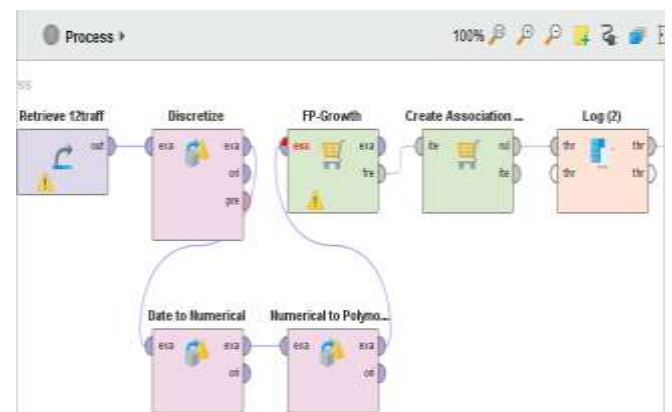 Process
100%
Retrieve 12traff
Discretize
FP-Growth
Create Association ...
Log (2)
out
exa
exa
ori
pre
exa
exa
fre
ite
rul
ite
thr
thr
thr
thr
Date to Numerical
Numerical to Polyno...
exa
exa
ori
exa
exa
ori